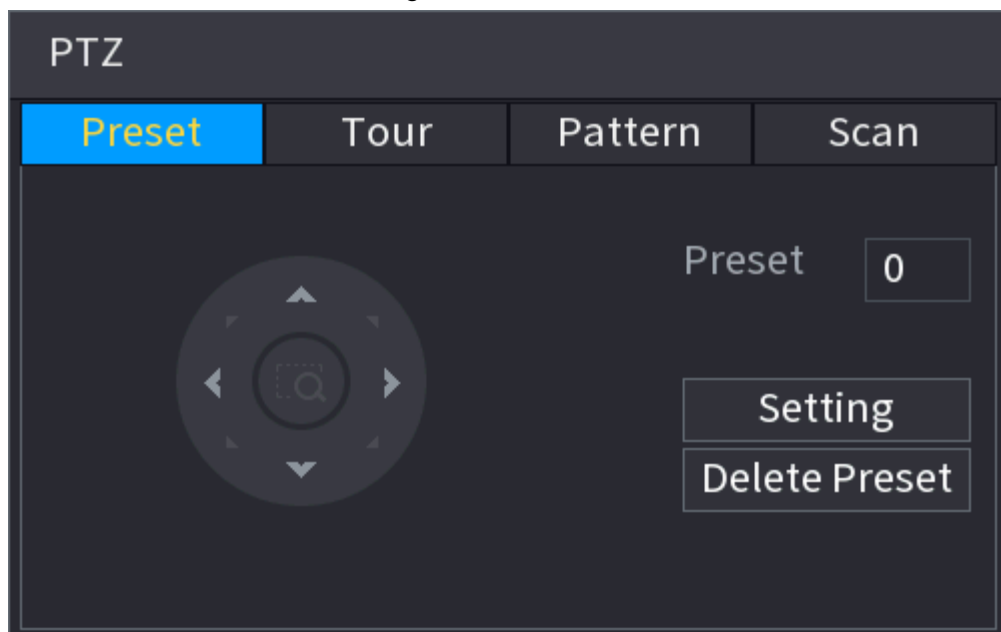 PTZ
Preset Tour Pattern Scan
Preset 0
Setting
Delete Preset